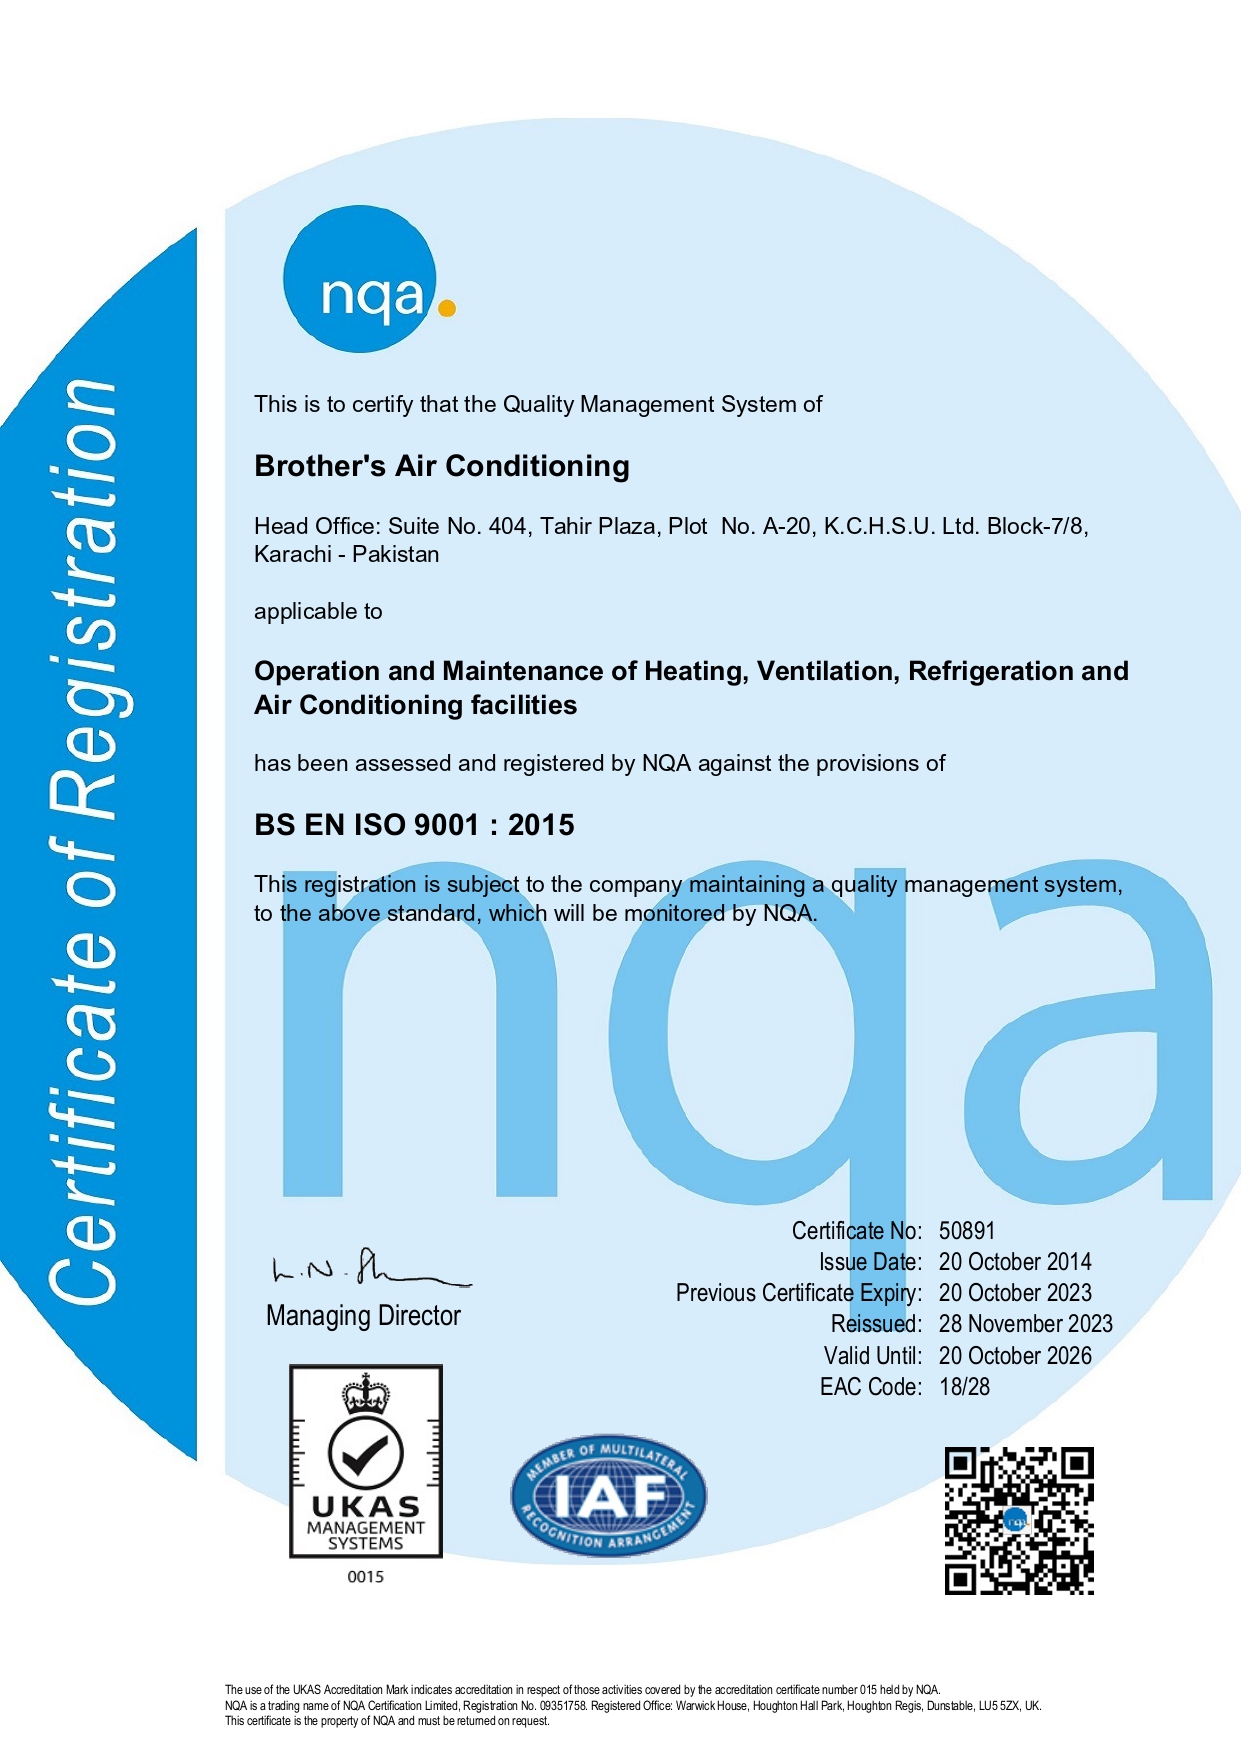 Certificate of Registration
nqa.
This is to certify that the Quality Management System of
Brother's Air Conditioning
Head Office: Suite No. 404, Tahir Plaza, Plot  No. A-20, K.C.H.S.U. Ltd. Block-7/8,
Karachi - Pakistan
applicable to
Operation and Maintenance of Heating, Ventilation, Refrigeration and
Air Conditioning facilities
has been assessed and registered by NQA against the provisions of
BS EN ISO 9001 : 2015
This registration is subject to the company maintaining a quality management system,
to the above standard, which will be monitored by NQA.
nqa
Certificate No: 50891
Issue Date: 20 October 2014
Previous Certificate Expiry: 20 October 2023
Reissued: 28 November 2023
Valid Until: 20 October 2026
EAC Code: 18/28
Managing Director
UKAS
MANAGEMENT
SYSTEMS
0015
MEMBER OF MULTILATERAL
IAF
RECOGNITION ARRANGEMENT
nqa
The use of the UKAS Accreditation Mark indicates accreditation in respect of those activities covered by the accreditation certificate number 015 held by NQA.
NQA is a trading name of NQA Certification Limited, Registration No. 09351758. Registered Office: Warwick House, Houghton Hall Park, Houghton Regis, Dunstable, LU5 5ZX, UK.
This certificate is the property of NQA and must be returned on request.